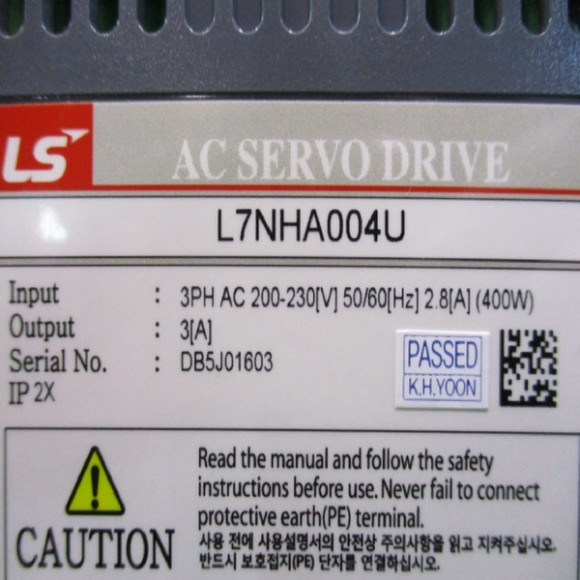 LS AC SERVO DRIVE
L7NHA004U
Input : 3PH AC 200-230[V] 50/60[Hz] 2.8[A] (400W)
Output : 3[A]
Serial No. : DB5J01603
IP 2X
PASSED
K.H.YOON
CAUTION
Read the manual and follow the safety
instructions before use. Never fail to connect
protective earth(PE) terminal.
사용 전에 사용설명서의 안전상 주의사항을 읽고 지켜주십시오.
반드시 보호접지(PE) 단자를 연결하십시오.